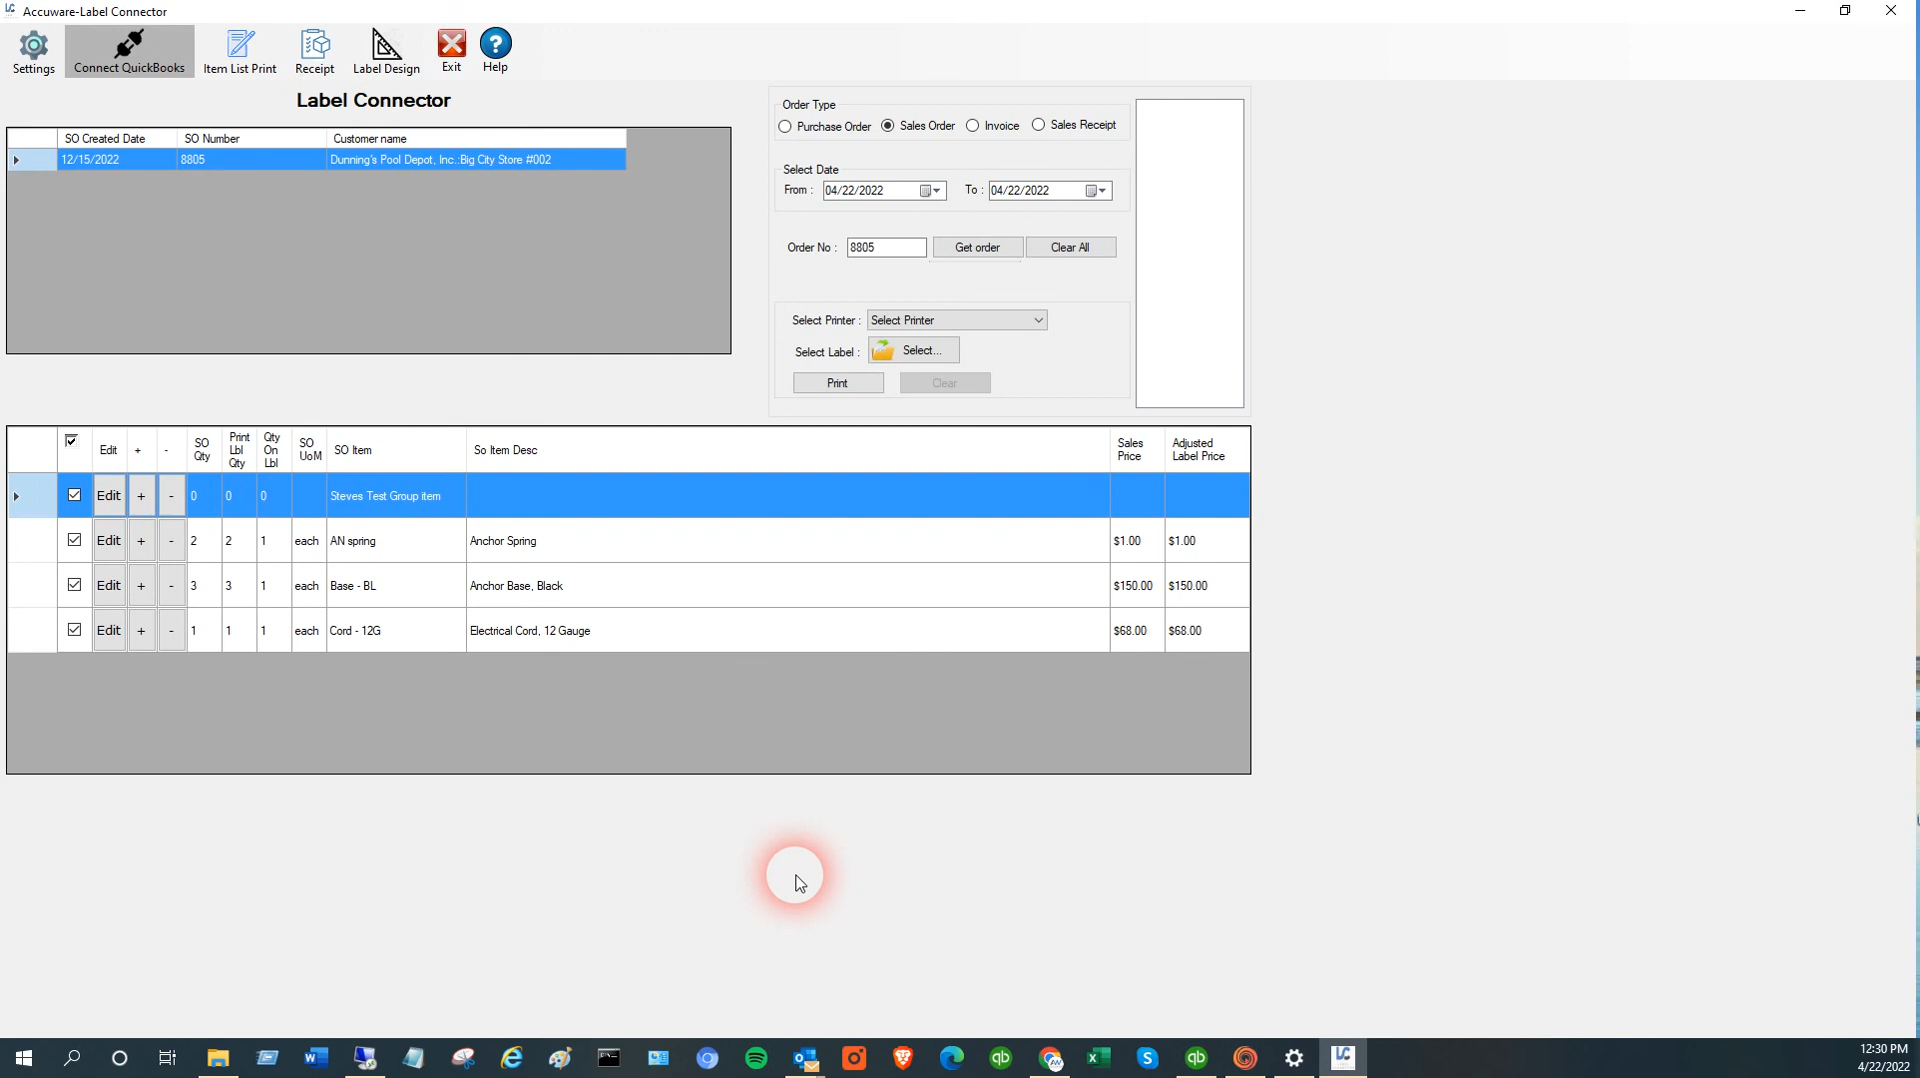 Accuware-Label Connector
Settings Connect QuickBooks Item List Print Receipt Label Design Exit Help
Label Connector
SO Created Date SO Number Customer name
12/15/2022 8805 Dunning's Pool Depot, Inc.:Big City Store #002
Order Type
Purchase Order Sales Order Invoice Sales Receipt
Select Date
From : 04/22/2022 To : 04/22/2022
Order No : 8805 Get order Clear All
Select Printer : Select Printer
Select Label : Select...
Print Clear
Edit + - SO Qty Print Lbl Qty Qty On Lbl SO UoM SO Item So Item Desc Sales Price Adjusted Label Price
Edit + - 0 0 0 Steves Test Group item
Edit + - 2 2 1 each AN spring Anchor Spring $1.00 $1.00
Edit + - 3 3 1 each Base - BL Anchor Base, Black $150.00 $150.00
Edit + - 1 1 1 each Cord - 12G Electrical Cord, 12 Gauge $68.00 $68.00
12:30 PM
4/22/2022